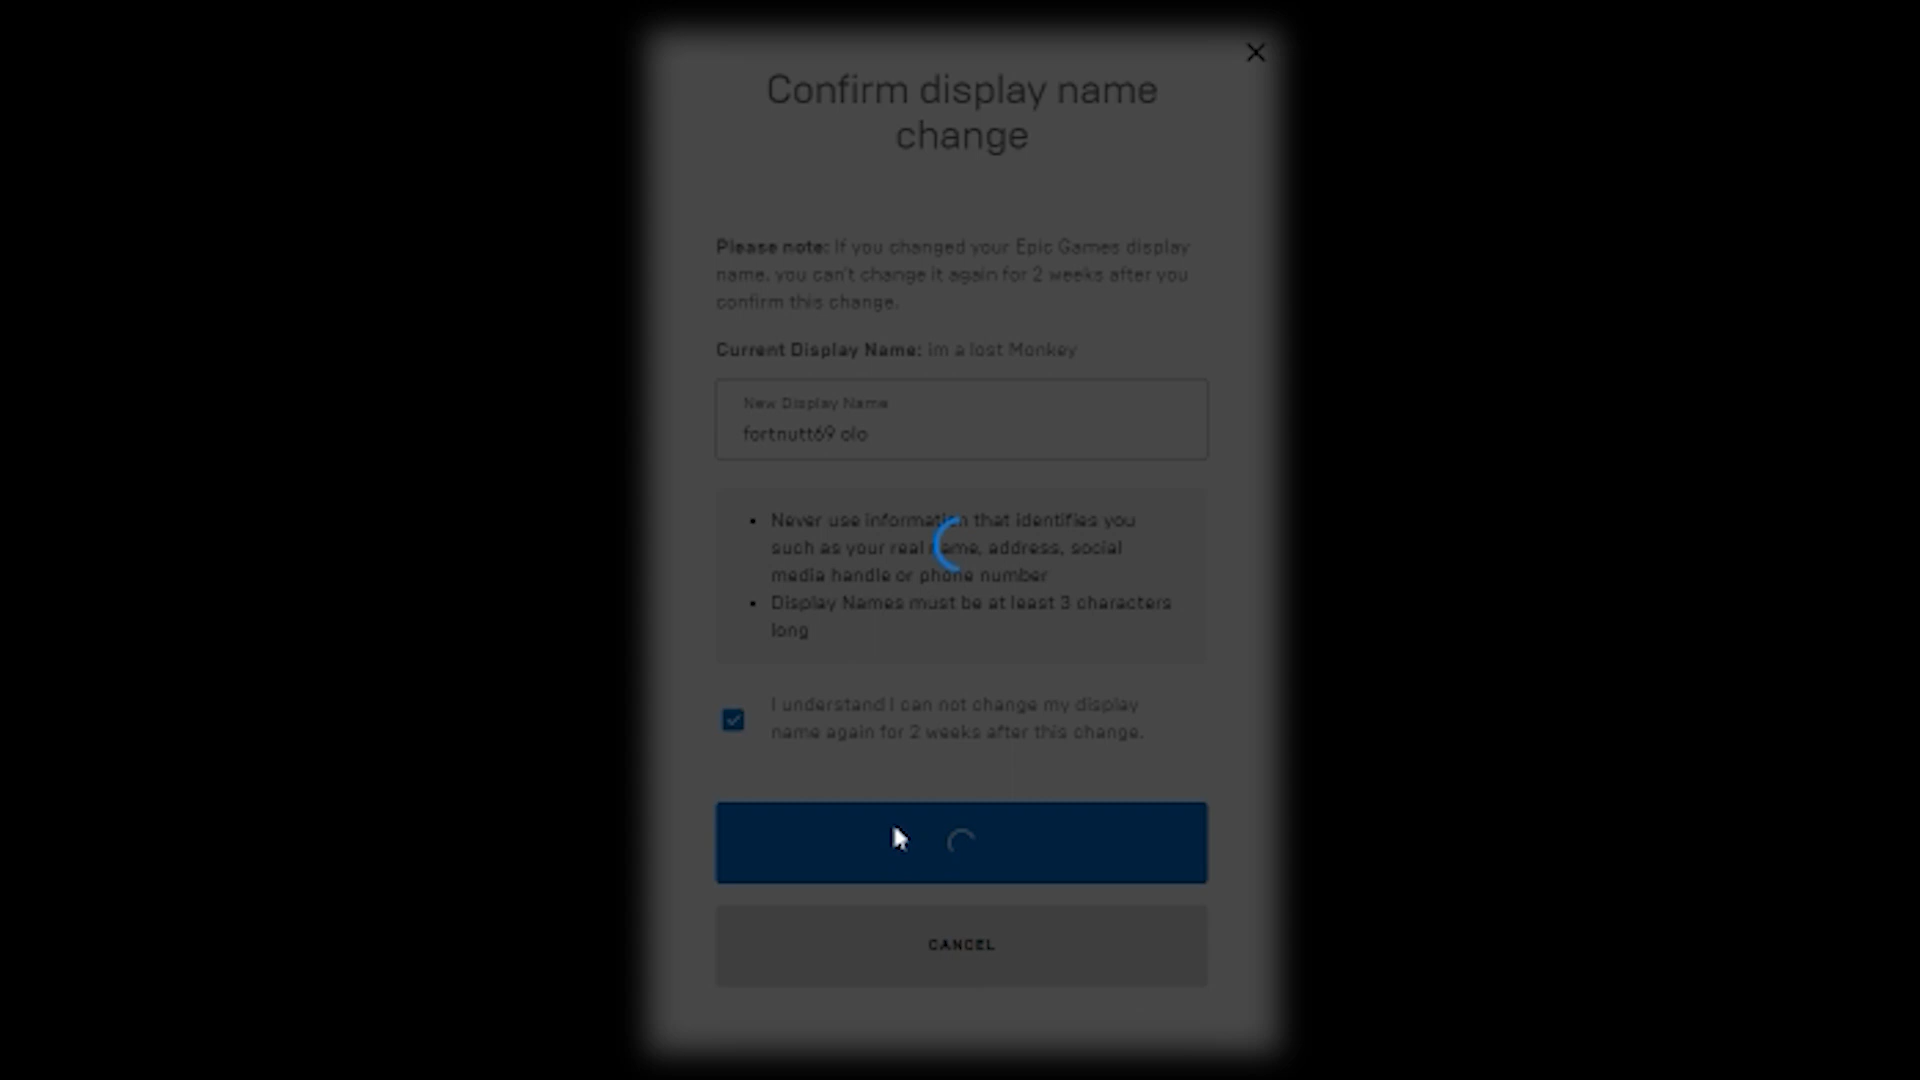 Confirm display name
change
Please note: If you changed your Epic Games display
name, you can't change it again for 2 weeks after you
confirm this change.
Current Display Name: im a lost Monkey
New Display Name
fortnutt69 olo
Never use information that identifies you
such as your real name, address, social
media handle or phone number
Display Names must be at least 3 characters
long
I understand I can not change my display
name again for 2 weeks after this change.
CANCEL